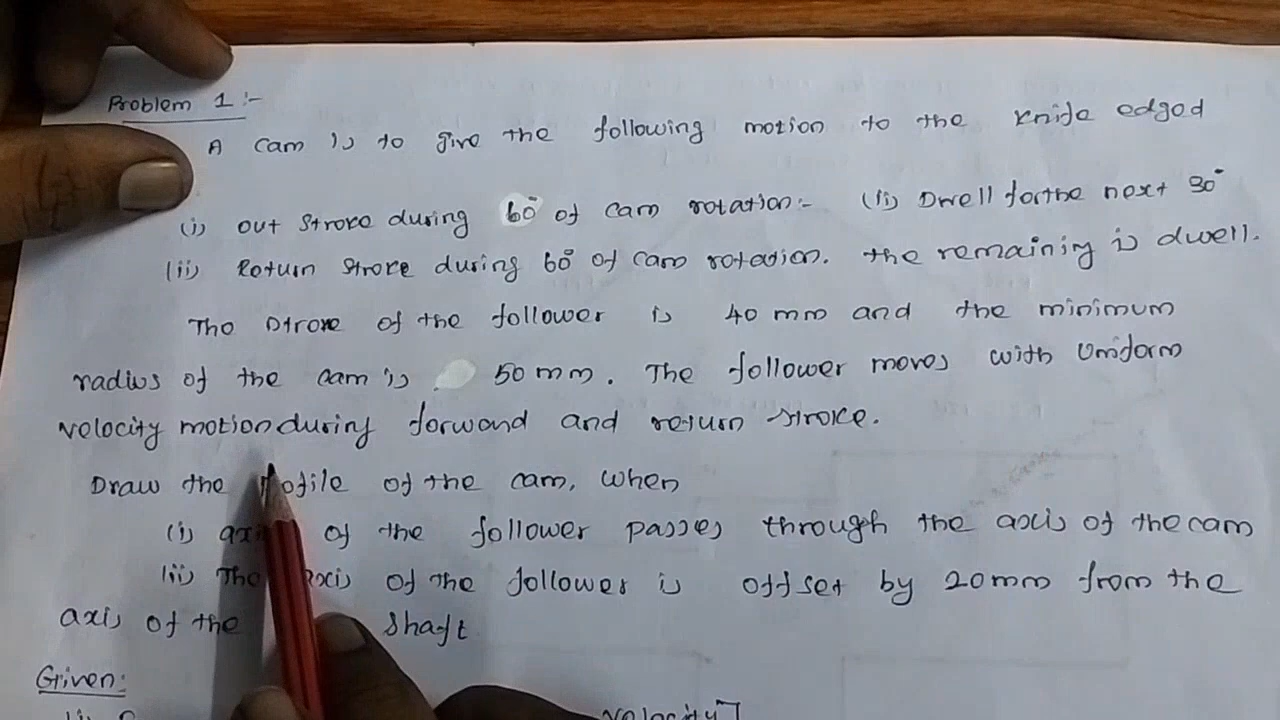 Problem 1 :-
A cam is to give the following motion to the knife edged
(i) out stroke during 60° of cam rotation:- (ii) Dwell for the next 30°
(ii) Return stroke during 60° of cam rotation. the remaining is dwell.
The stroke of the follower is 40 mm and the minimum
radius of the cam is 50 mm. The follower moves with Uniform
velocity motion during forward and return stroke.
Draw the profile of the cam, when
(i) axis of the follower passes through the axis of the cam
(ii) The axis of the follower is offset by 20 mm from the
axis of the shaft
Given:
velocity]